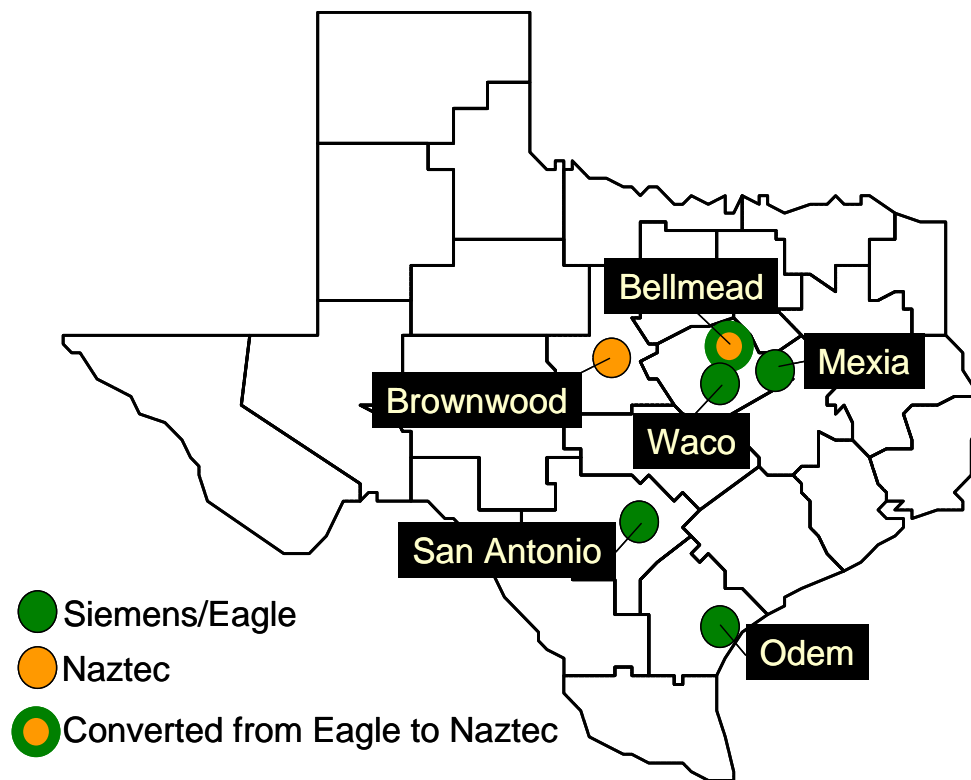 Bellmead
Mexia
Brownwood
Waco
San Antonio
Siemens/Eagle
Odem
Naztec
Converted from Eagle to Naztec